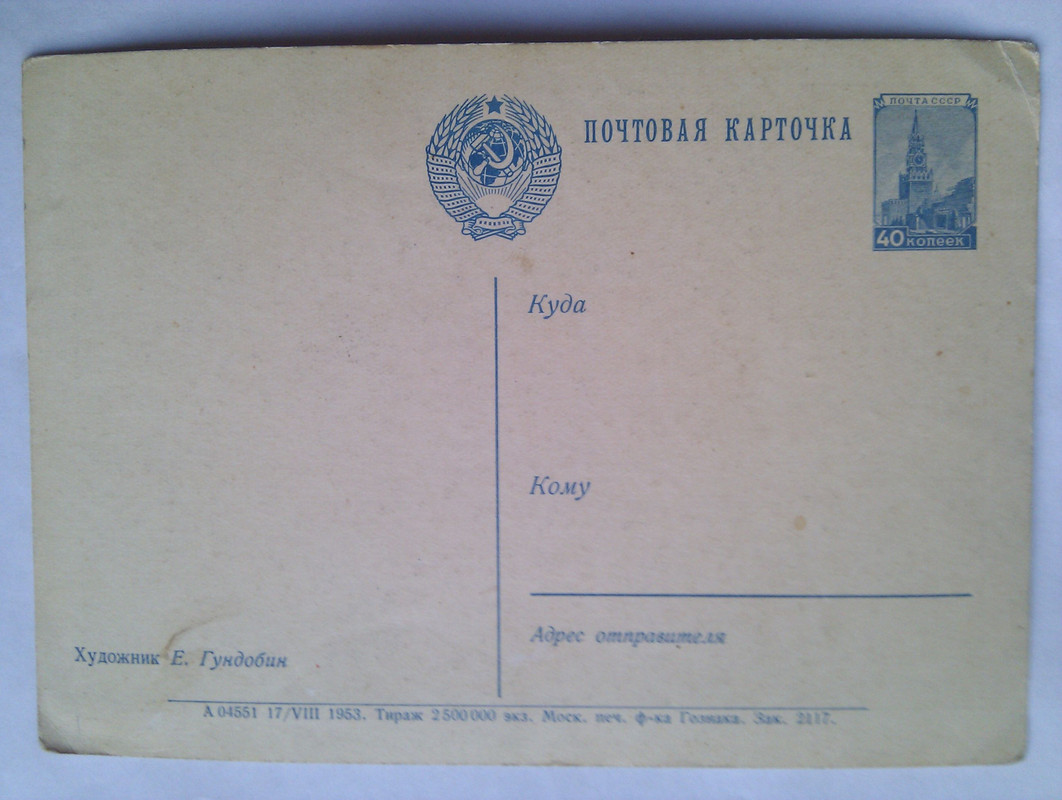 ПОЧТОВАЯ КАРТОЧКА
ПОЧТА СССР
40 копеек
Куда
Кому
Адрес отправителя
Художник Е. Гундобин
А 04551 17/VIII 1953. Тираж 2 500 000 экз. Моск. печ. ф-ка Гознака. Зак. 2117.